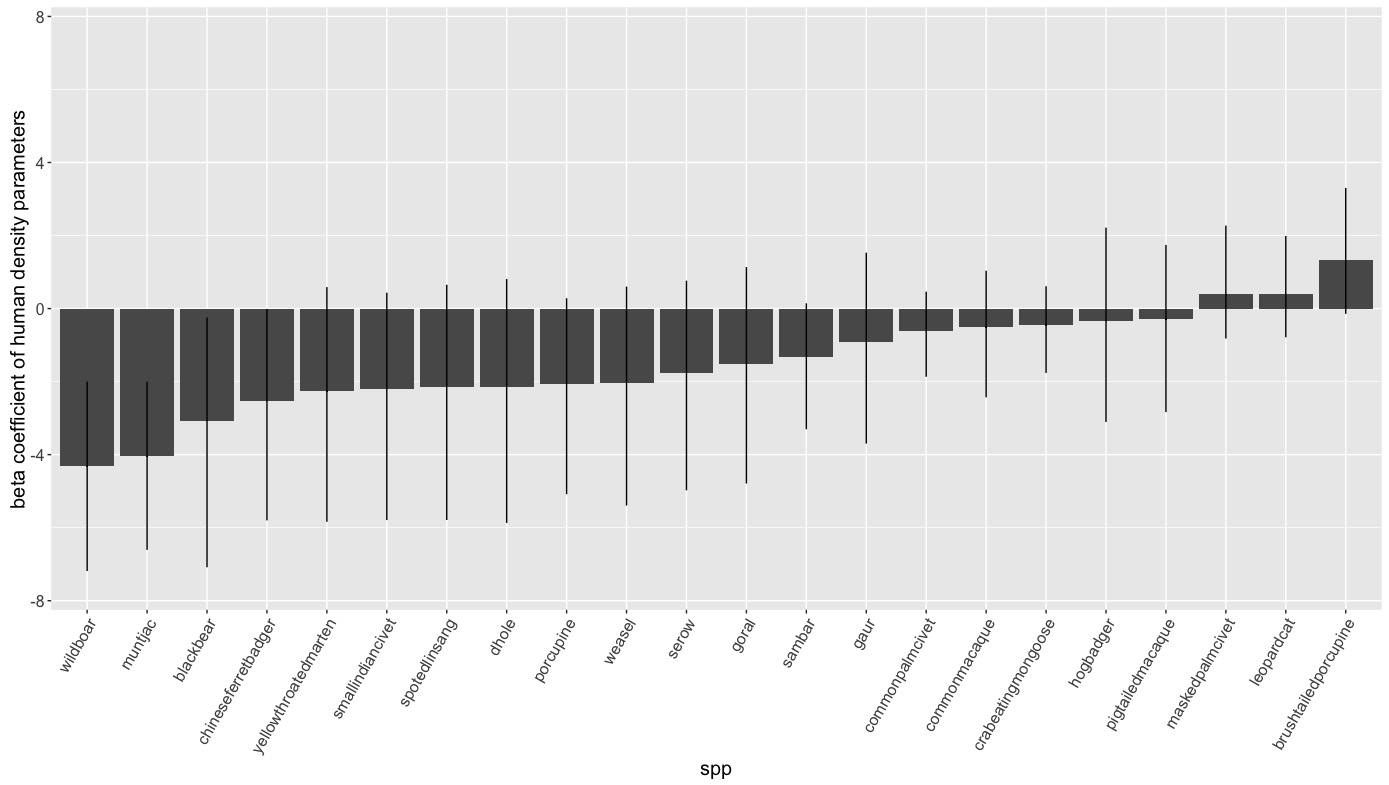 8
4
0
-4
-8
beta coefficient of human density parameters
wildboar
muntjac
blackbear
chineseferretbadger
yellowthroatedmarten
smallindiancivet
spotedlinsang
dhole
porcupine
weasel
serow
goral
sambar
gaur
commonpalmcivet
commonmacaque
crabeatingmongoose
hogbadger
pigtailedmacaque
maskedpalmcivet
leopardcat
brushtailedporcupine
spp